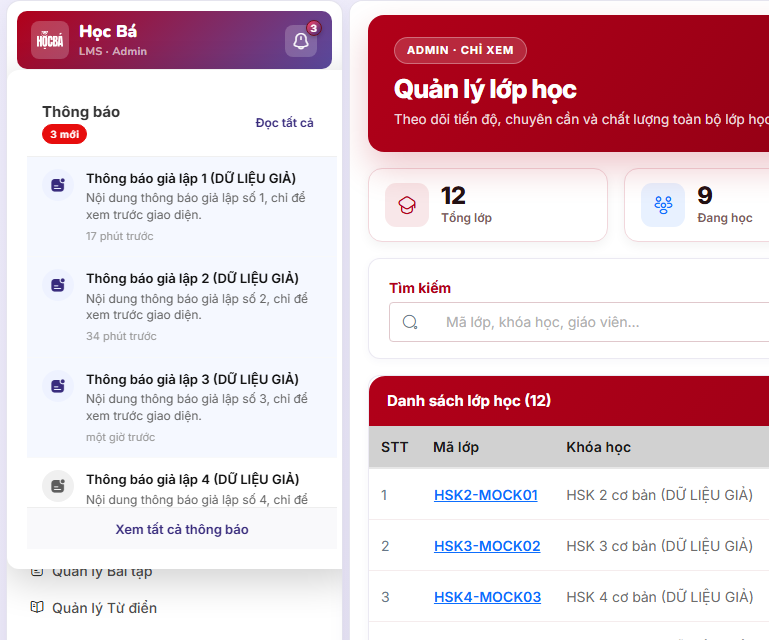 HỌCBÁ
Học Bá
LMS · Admin
3
Thông báo
3 mới
Đọc tất cả
Thông báo giả lập 1 (DỮ LIỆU GIẢ)
Nội dung thông báo giả lập số 1, chỉ để
xem trước giao diện.
17 phút trước
Thông báo giả lập 2 (DỮ LIỆU GIẢ)
Nội dung thông báo giả lập số 2, chỉ để
xem trước giao diện.
34 phút trước
Thông báo giả lập 3 (DỮ LIỆU GIẢ)
Nội dung thông báo giả lập số 3, chỉ để
xem trước giao diện.
một giờ trước
Thông báo giả lập 4 (DỮ LIỆU GIẢ)
Nội dung thông báo giả lập số 4, chỉ để
Xem tất cả thông báo
Quản lý Bài tập
Quản lý Từ điển
ADMIN · CHỈ XEM
Quản lý lớp học
Theo dõi tiến độ, chuyên cần và chất lượng toàn bộ lớp học
12
Tổng lớp
9
Đang học
Tìm kiếm
Mã lớp, khóa học, giáo viên...
Danh sách lớp học (12)
STT Mã lớp Khóa học
1 HSK2-MOCK01 HSK 2 cơ bản (DỮ LIỆU GIẢ)
2 HSK3-MOCK02 HSK 3 cơ bản (DỮ LIỆU GIẢ)
3 HSK4-MOCK03 HSK 4 cơ bản (DỮ LIỆU GIẢ)